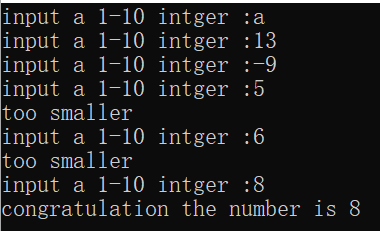 input a 1-10 intger :a
input a 1-10 intger :13
input a 1-10 intger :-9
input a 1-10 intger :5
too smaller
input a 1-10 intger :6
too smaller
input a 1-10 intger :8
congratulation the number is 8